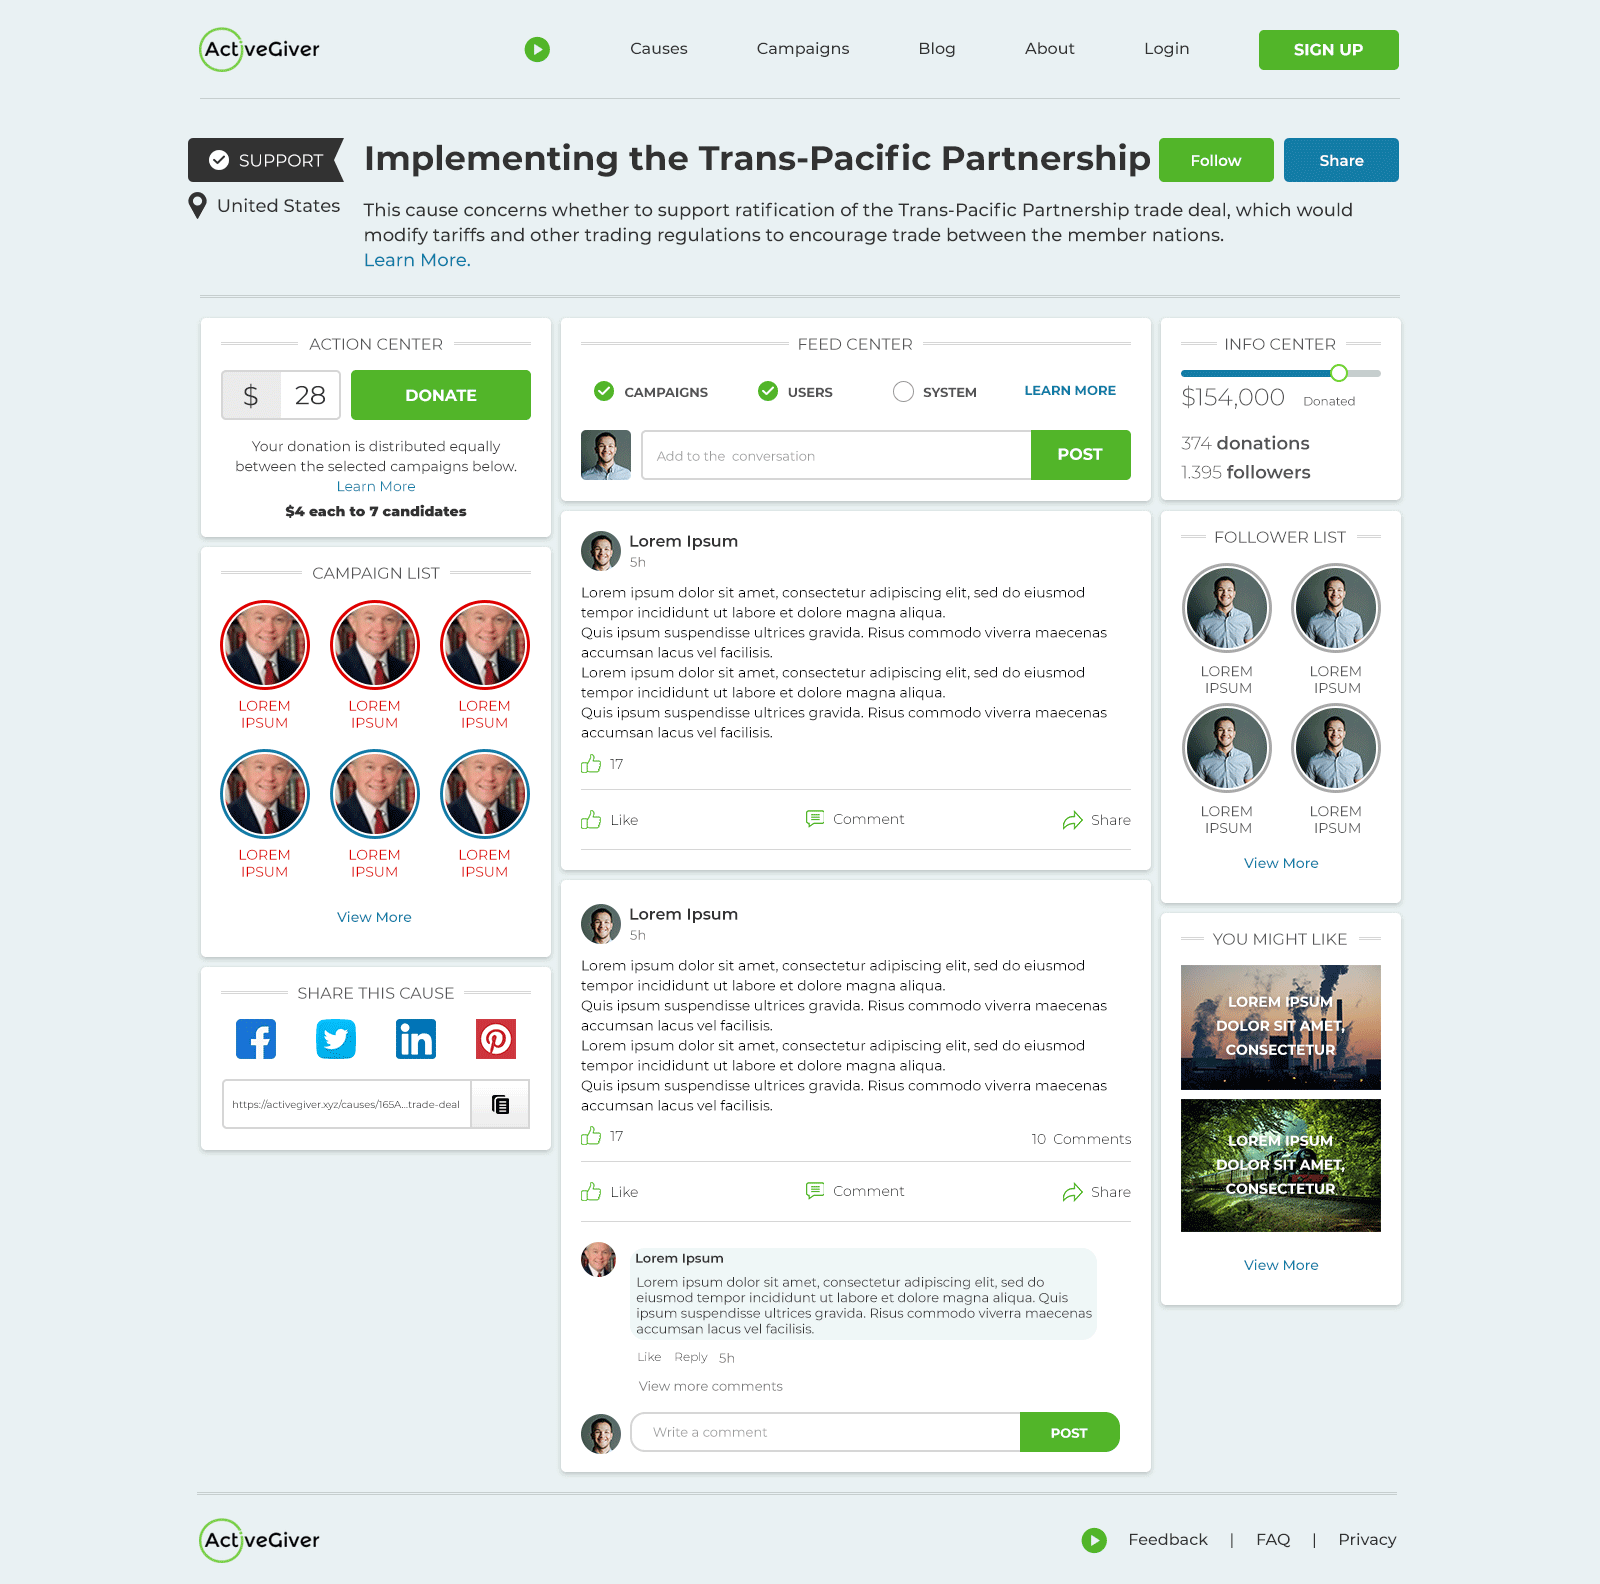 ActiveGiver
Causes
Campaigns
Blog
About
Login
SIGN UP
SUPPORT
United States
Implementing the Trans-Pacific Partnership
Follow
Share
This cause concerns whether to support ratification of the Trans-Pacific Partnership trade deal, which would
modify tariffs and other trading regulations to encourage trade between the member nations.
Learn More.
ACTION CENTER
$ 28
DONATE
Your donation is distributed equally
between the selected campaigns below.
Learn More
$4 each to 7 candidates
CAMPAIGN LIST
LOREM
IPSUM
LOREM
IPSUM
LOREM
IPSUM
LOREM
IPSUM
LOREM
IPSUM
LOREM
IPSUM
View More
SHARE THIS CAUSE
https://activegiver.xyz/causes/165A...trade-deal
FEED CENTER
CAMPAIGNS
USERS
SYSTEM
LEARN MORE
Add to the conversation
POST
Lorem Ipsum
5h
Lorem ipsum dolor sit amet, consectetur adipiscing elit, sed do eiusmod
tempor incididunt ut labore et dolore magna aliqua.
Quis ipsum suspendisse ultrices gravida. Risus commodo viverra maecenas
accumsan lacus vel facilisis.
Lorem ipsum dolor sit amet, consectetur adipiscing elit, sed do eiusmod
tempor incididunt ut labore et dolore magna aliqua.
Quis ipsum suspendisse ultrices gravida. Risus commodo viverra maecenas
accumsan lacus vel facilisis.
17
Like
Comment
Share
Lorem Ipsum
5h
Lorem ipsum dolor sit amet, consectetur adipiscing elit, sed do eiusmod
tempor incididunt ut labore et dolore magna aliqua.
Quis ipsum suspendisse ultrices gravida. Risus commodo viverra maecenas
accumsan lacus vel facilisis.
Lorem ipsum dolor sit amet, consectetur adipiscing elit, sed do eiusmod
tempor incididunt ut labore et dolore magna aliqua.
Quis ipsum suspendisse ultrices gravida. Risus commodo viverra maecenas
accumsan lacus vel facilisis.
17
10 Comments
Like
Comment
Share
Lorem Ipsum
Lorem ipsum dolor sit amet, consectetur adipiscing elit, sed do
eiusmod tempor incididunt ut labore et dolore magna aliqua. Quis
ipsum suspendisse ultrices gravida. Risus commodo viverra maecenas
accumsan lacus vel facilisis.
Like Reply 5h
View more comments
Write a comment
POST
INFO CENTER
$154,000 Donated
374 donations
1.395 followers
FOLLOWER LIST
LOREM
IPSUM
LOREM
IPSUM
LOREM
IPSUM
LOREM
IPSUM
View More
YOU MIGHT LIKE
LOREM IPSUM
DOLOR SIT AMET,
CONSECTETUR
LOREM IPSUM
DOLOR SIT AMET,
CONSECTETUR
View More
ActiveGiver
Feedback | FAQ | Privacy